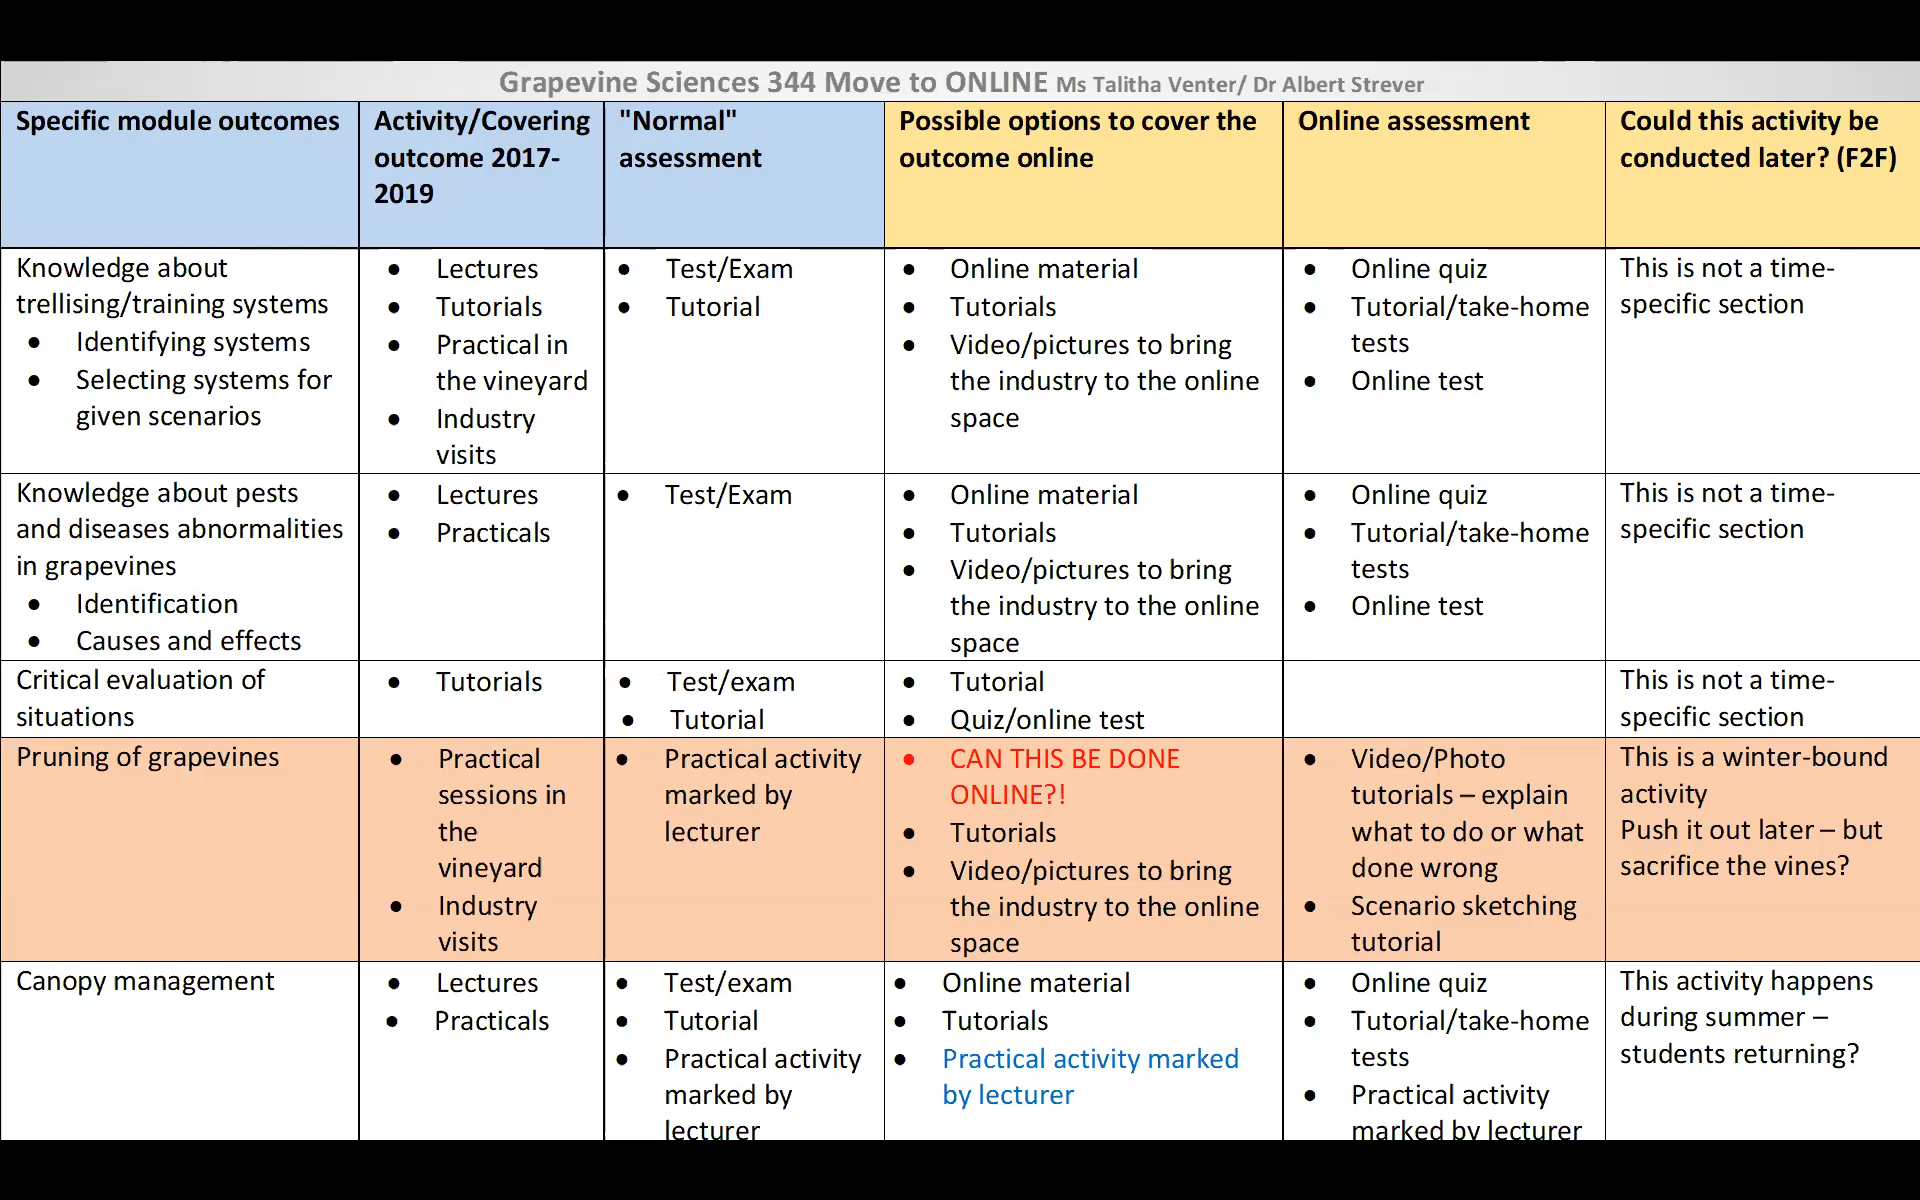 Grapevine Sciences 344 Move to ONLINE Ms Talitha Venter/ Dr Albert Strever
Specific module outcomes
Activity/Covering
outcome 2017-
2019
"Normal"
assessment
Possible options to cover the
outcome online
Online assessment
Could this activity be
conducted later? (F2F)
Knowledge about
trellising/training systems
• Identifying systems
• Selecting systems for
given scenarios
• Lectures
• Tutorials
• Practical in
the vineyard
• Industry
visits
• Test/Exam
• Tutorial
• Online material
• Tutorials
• Video/pictures to bring
the industry to the online
space
• Online quiz
• Tutorial/take-home
tests
• Online test
This is not a time-
specific section
Knowledge about pests
and diseases abnormalities
in grapevines
• Identification
• Causes and effects
• Lectures
• Practicals
• Test/Exam
• Online material
• Tutorials
• Video/pictures to bring
the industry to the online
space
• Online quiz
• Tutorial/take-home
tests
• Online test
This is not a time-
specific section
Critical evaluation of
situations
• Tutorials
• Test/exam
• Tutorial
• Tutorial
• Quiz/online test
This is not a time-
specific section
Pruning of grapevines
• Practical
sessions in
the
vineyard
• Industry
visits
• Practical activity
marked by
lecturer
• CAN THIS BE DONE
ONLINE?!
• Tutorials
• Video/pictures to bring
the industry to the online
space
• Video/Photo
tutorials – explain
what to do or what
done wrong
• Scenario sketching
tutorial
This is a winter-bound
activity
Push it out later – but
sacrifice the vines?
Canopy management
• Lectures
• Practicals
• Test/exam
• Tutorial
• Practical activity
marked by
lecturer
• Online material
• Tutorials
• Practical activity marked
by lecturer
• Online quiz
• Tutorial/take-home
tests
• Practical activity
marked by lecturer
This activity happens
during summer –
students returning?